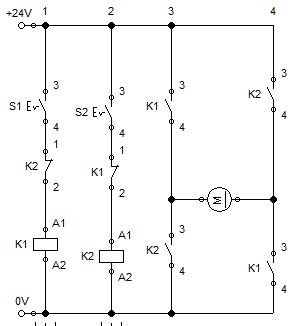 +24V 1 2 3 4
3 3 3 3
S1 S2 K1 K2
4 4 4 4
1 1
K2 K1
2 2
M
A1 A1 3 3
K1 K2 K2 K1
A2 A2 4 4
0V